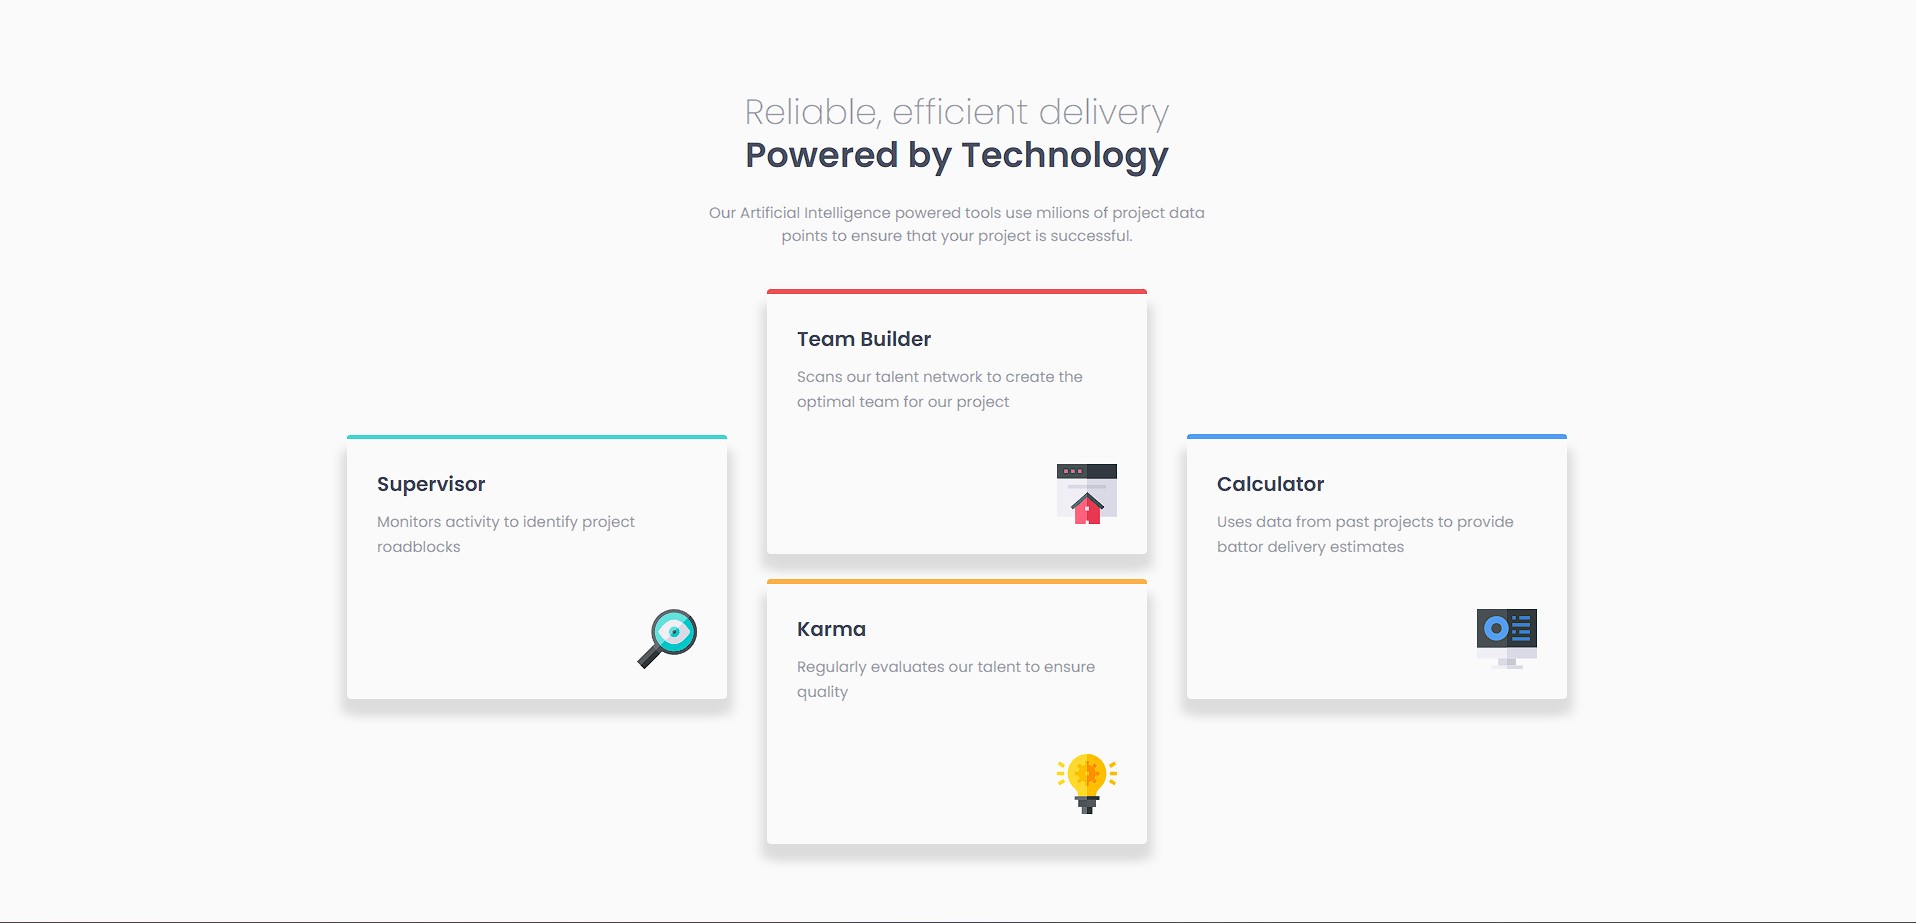 Reliable, efficient delivery
Powered by Technology
Our Artificial Intelligence powered tools use milions of project data
points to ensure that your project is successful.
Team Builder
Scans our talent network to create the
optimal team for our project
Supervisor
Monitors activity to identify project
roadblocks
Calculator
Uses data from past projects to provide
battor delivery estimates
Karma
Regularly evaluates our talent to ensure
quality